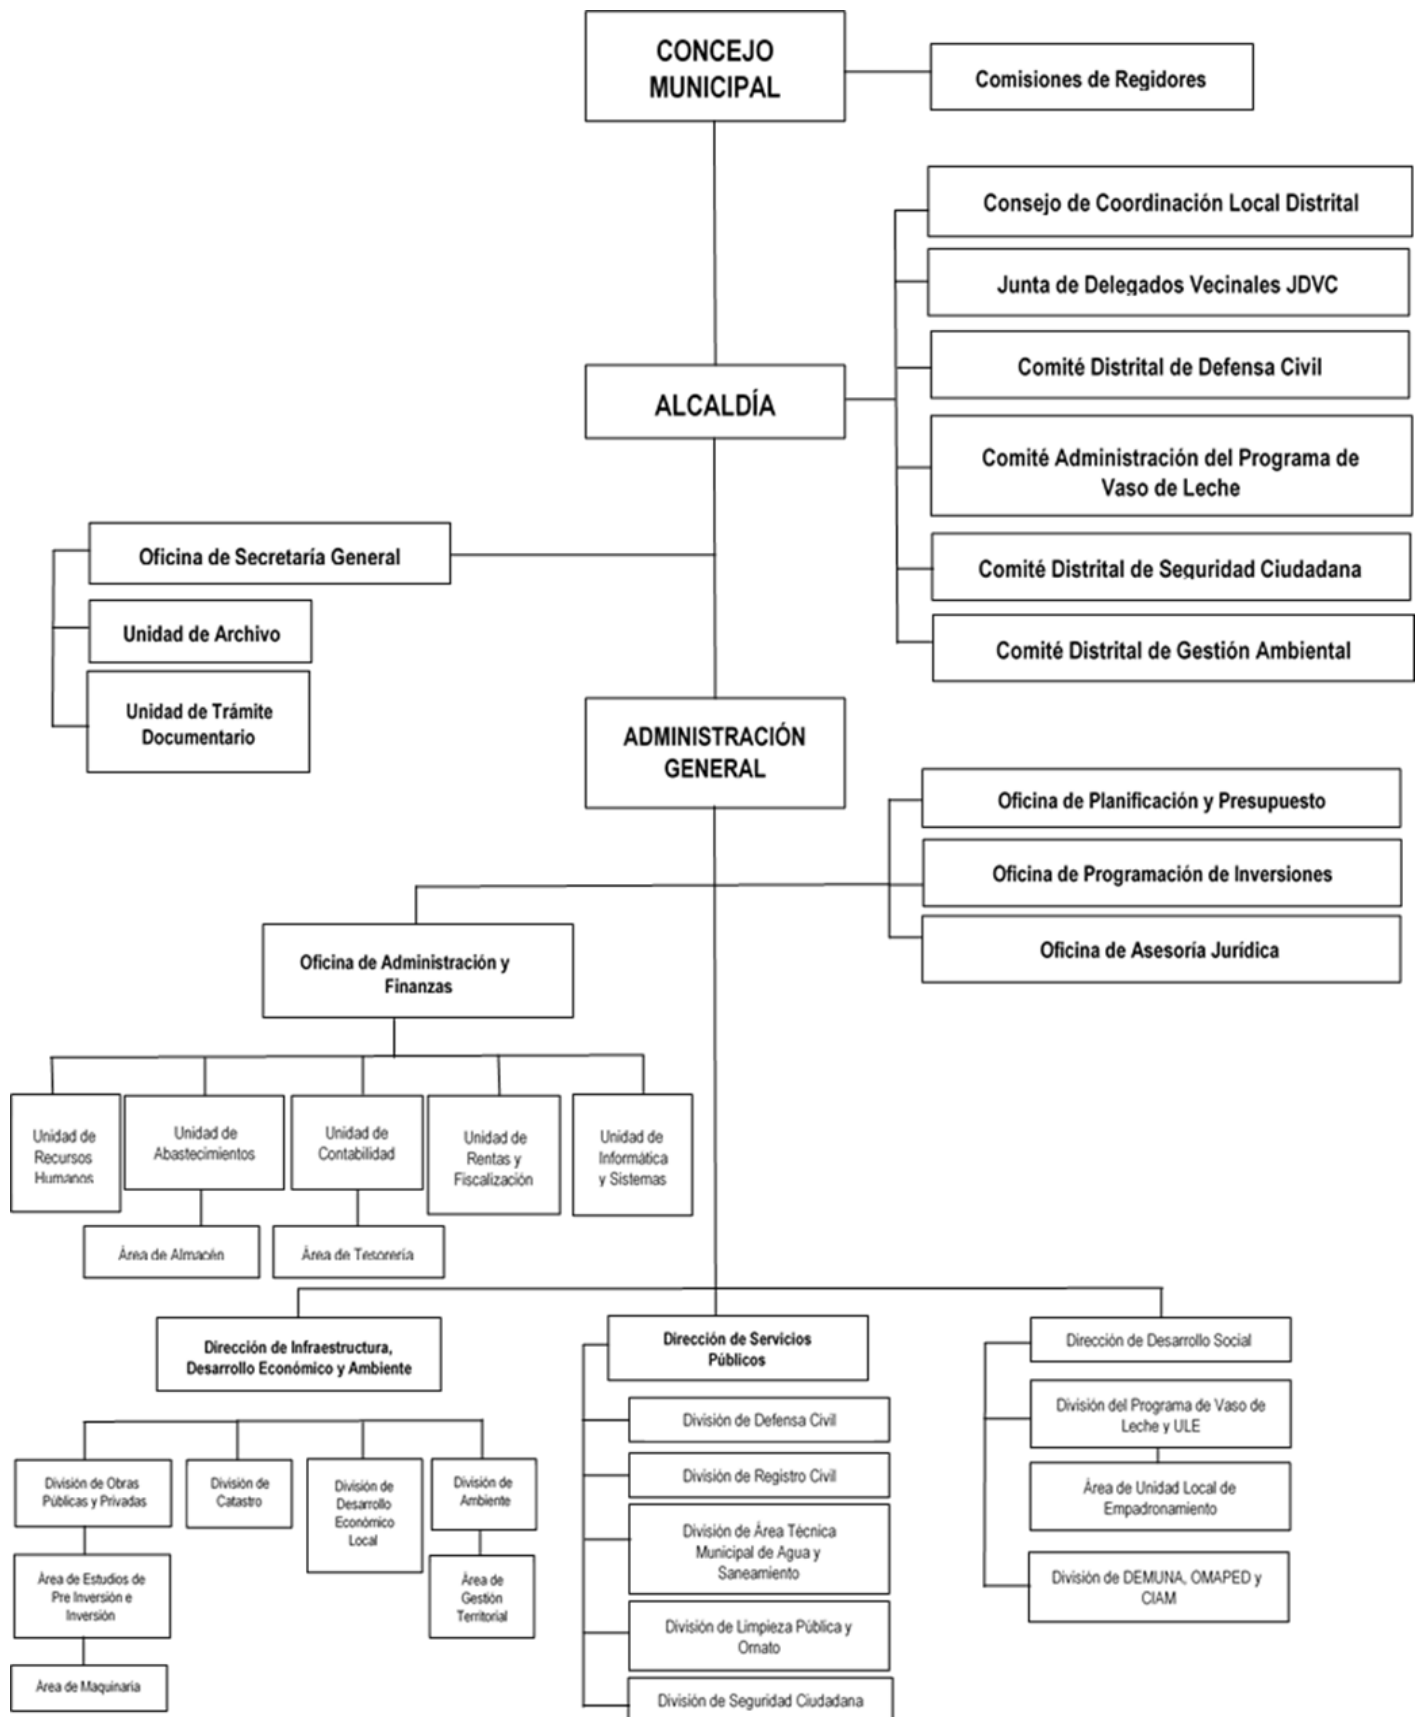 CONCEJO
MUNICIPAL
Comisiones de Regidores
Consejo de Coordinación Local Distrital
Junta de Delegados Vecinales JDVC
Comité Distrital de Defensa Civil
ALCALDÍA
Comité Administración del Programa de
Vaso de Leche
Comité Distrital de Seguridad Ciudadana
Comité Distrital de Gestión Ambiental
Oficina de Secretaría General
Unidad de Archivo
Unidad de Trámite
Documentario
ADMINISTRACIÓN
GENERAL
Oficina de Planificación y Presupuesto
Oficina de Programación de Inversiones
Oficina de Asesoría Jurídica
Oficina de Administración y
Finanzas
Unidad de
Recursos
Humanos
Unidad de
Abastecimientos
Unidad de
Contabilidad
Unidad de
Rentas y
Fiscalización
Unidad de
Informática
y Sistemas
Área de Almacén
Área de Tesorería
Dirección de Infraestructura,
Desarrollo Económico y Ambiente
División de Obras
Públicas y Privadas
División de
Catastro
División de
Desarrollo
Económico
Local
División de
Ambiente
Área de Estudios de
Pre Inversión e
Inversión
Área de
Gestión
Territorial
Área de Maquinaria
Dirección de Servicios
Públicos
División de Defensa Civil
División de Registro Civil
División de Área Técnica
Municipal de Agua y
Saneamiento
División de Limpieza Pública y
Ornato
División de Seguridad Ciudadana
Dirección de Desarrollo Social
División del Programa de Vaso de
Leche y ULE
Área de Unidad Local de
Empadronamiento
División de DEMUNA, OMAPED y
CIAM